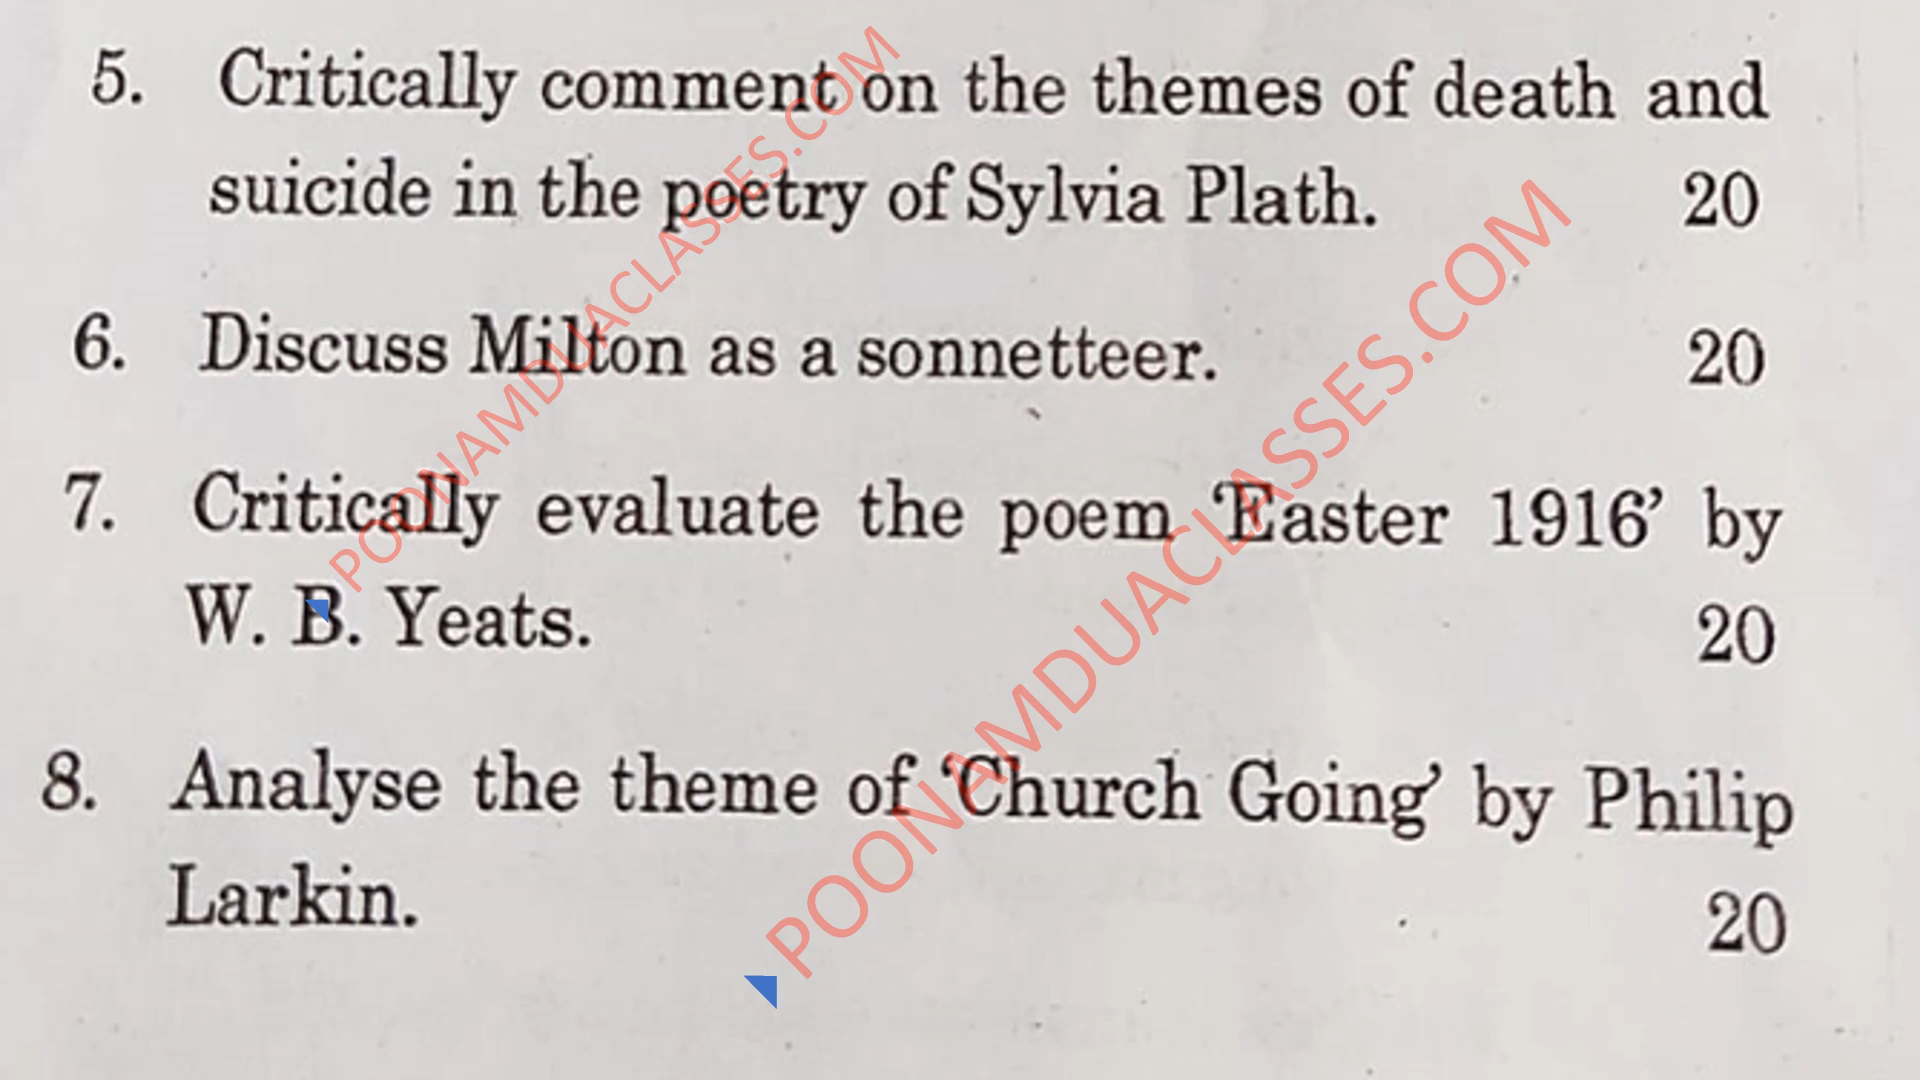 5. Critically comment on the themes of death and
suicide in the poetry of Sylvia Plath. 20
6. Discuss Milton as a sonnetteer. 20
7. Critically evaluate the poem ‘Easter 1916’ by
W. B. Yeats. 20
8. Analyse the theme of ‘Church Going’ by Philip
Larkin. 20
POONAMDUACLASSES.COM
POONAMDUACLASSES.COM